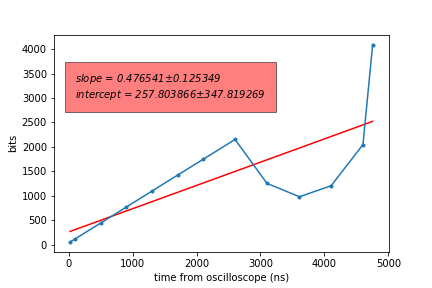 4000
3500
3000
2500
2000
1500
1000
500
0
bits
slope = 0.476541±0.125349
intercept = 257.803866±347.819269
0 1000 2000 3000 4000 5000
time from oscilloscope (ns)